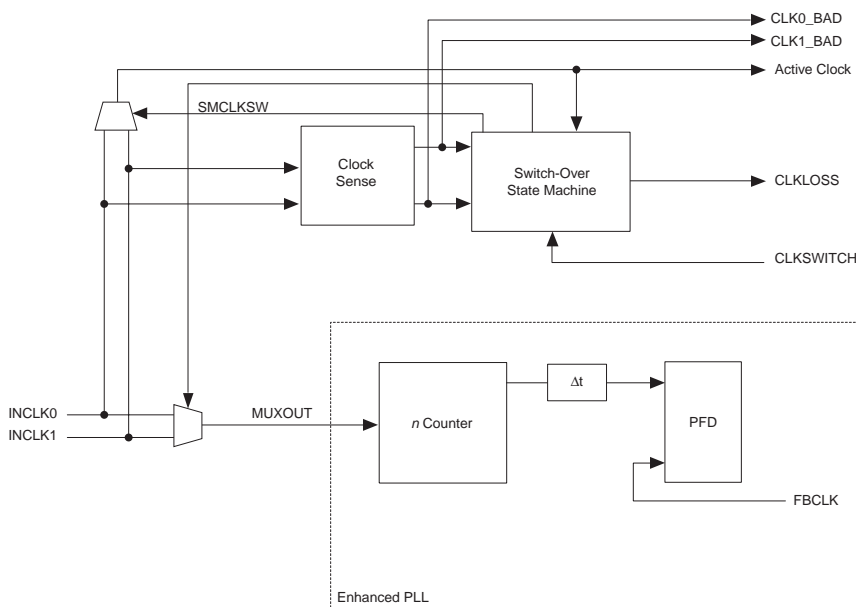 CLK0_BAD
CLK1_BAD
Active Clock
SMCLKSW
Clock
Sense
Switch-Over
State Machine
CLKLOSS
CLKSWITCH
Δt
INCLK0
MUXOUT
n Counter
PFD
INCLK1
FBCLK
Enhanced PLL